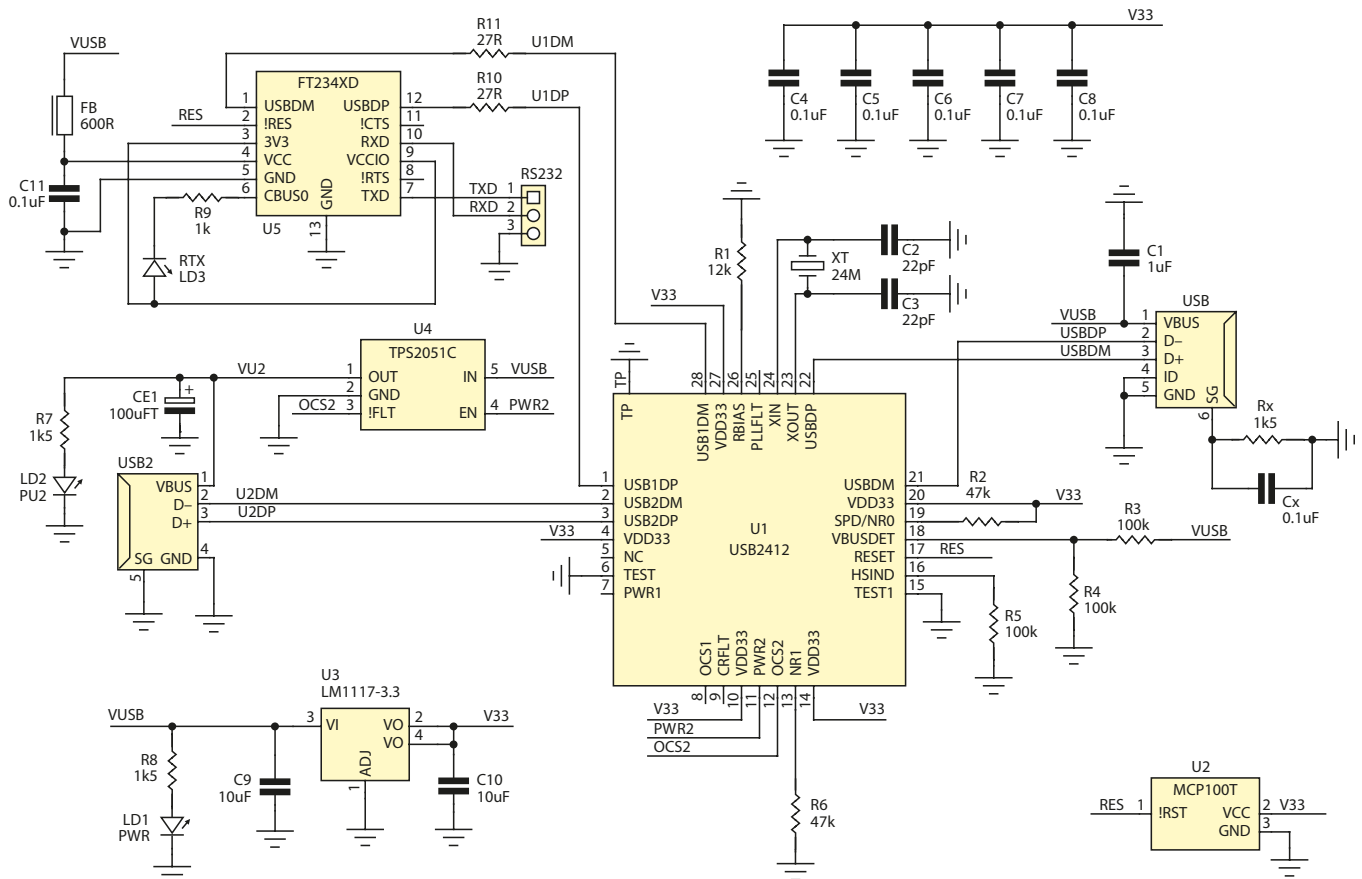 R11
27R
U1DM
V33
VUSB
FT234XD
R10
27R
U1DP
FB
600R
RES
1 USBDM
2 !RES
3 3V3
4 VCC
5 GND
6 CBUS0
USBDP 12
!CTS 11
RXD 10
VCCIO 9
!RTS 8
TXD 7
GND
13
U5
C4
0.1uF
C5
0.1uF
C6
0.1uF
C7
0.1uF
C8
0.1uF
C11
0.1uF
R9
1k
RTX
LD3
RS232
TXD 1
RXD 2
3
R1
12k
XT
24M
C2
22pF
C3
22pF
V33
C1
1uF
USB
VUSB 1 VBUS
USBDP 2 D–
USBDM 3 D+
4 ID
5 GND
SG
6
Rx
1k5
Cx
0.1uF
U4
TPS2051C
VU2 1 OUT
2 GND
OCS2 3 !FLT
IN 5 VUSB
EN 4 PWR2
CE1
+
100uFT
R7
1k5
LD2
PU2
USB2
VBUS 1
D– 2 U2DM
D+ 3 U2DP
SG GND 4
5
TP
TP
28 27 26 25 24 23 22
USB1DM
VDD33
RBIAS
PLLFLT
XIN
XOUT
USBDP
1 USB1DP
2 USB2DM
3 USB2DP
V33 4 VDD33
5 NC
6 TEST
7 PWR1
U1
USB2412
USBDM 21
VDD33 20
SPD/NR0 19
VBUSDET 18
RESET 17 RES
HSIND 16
TEST1 15
R2
47k
V33
R3
100k
VUSB
R4
100k
R5
100k
OCS1
CRFLT
VDD33
PWR2
OCS2
NR1
VDD33
8 9 10 11 12 13 14
V33
PWR2
OCS2
V33
R6
47k
U3
LM1117-3.3
VUSB
3 VI
VO 2
VO 4
ADJ
1
V33
R8
1k5
LD1
PWR
C9
10uF
C10
10uF
U2
MCP100T
RES 1 !RST
VCC 2 V33
GND 3